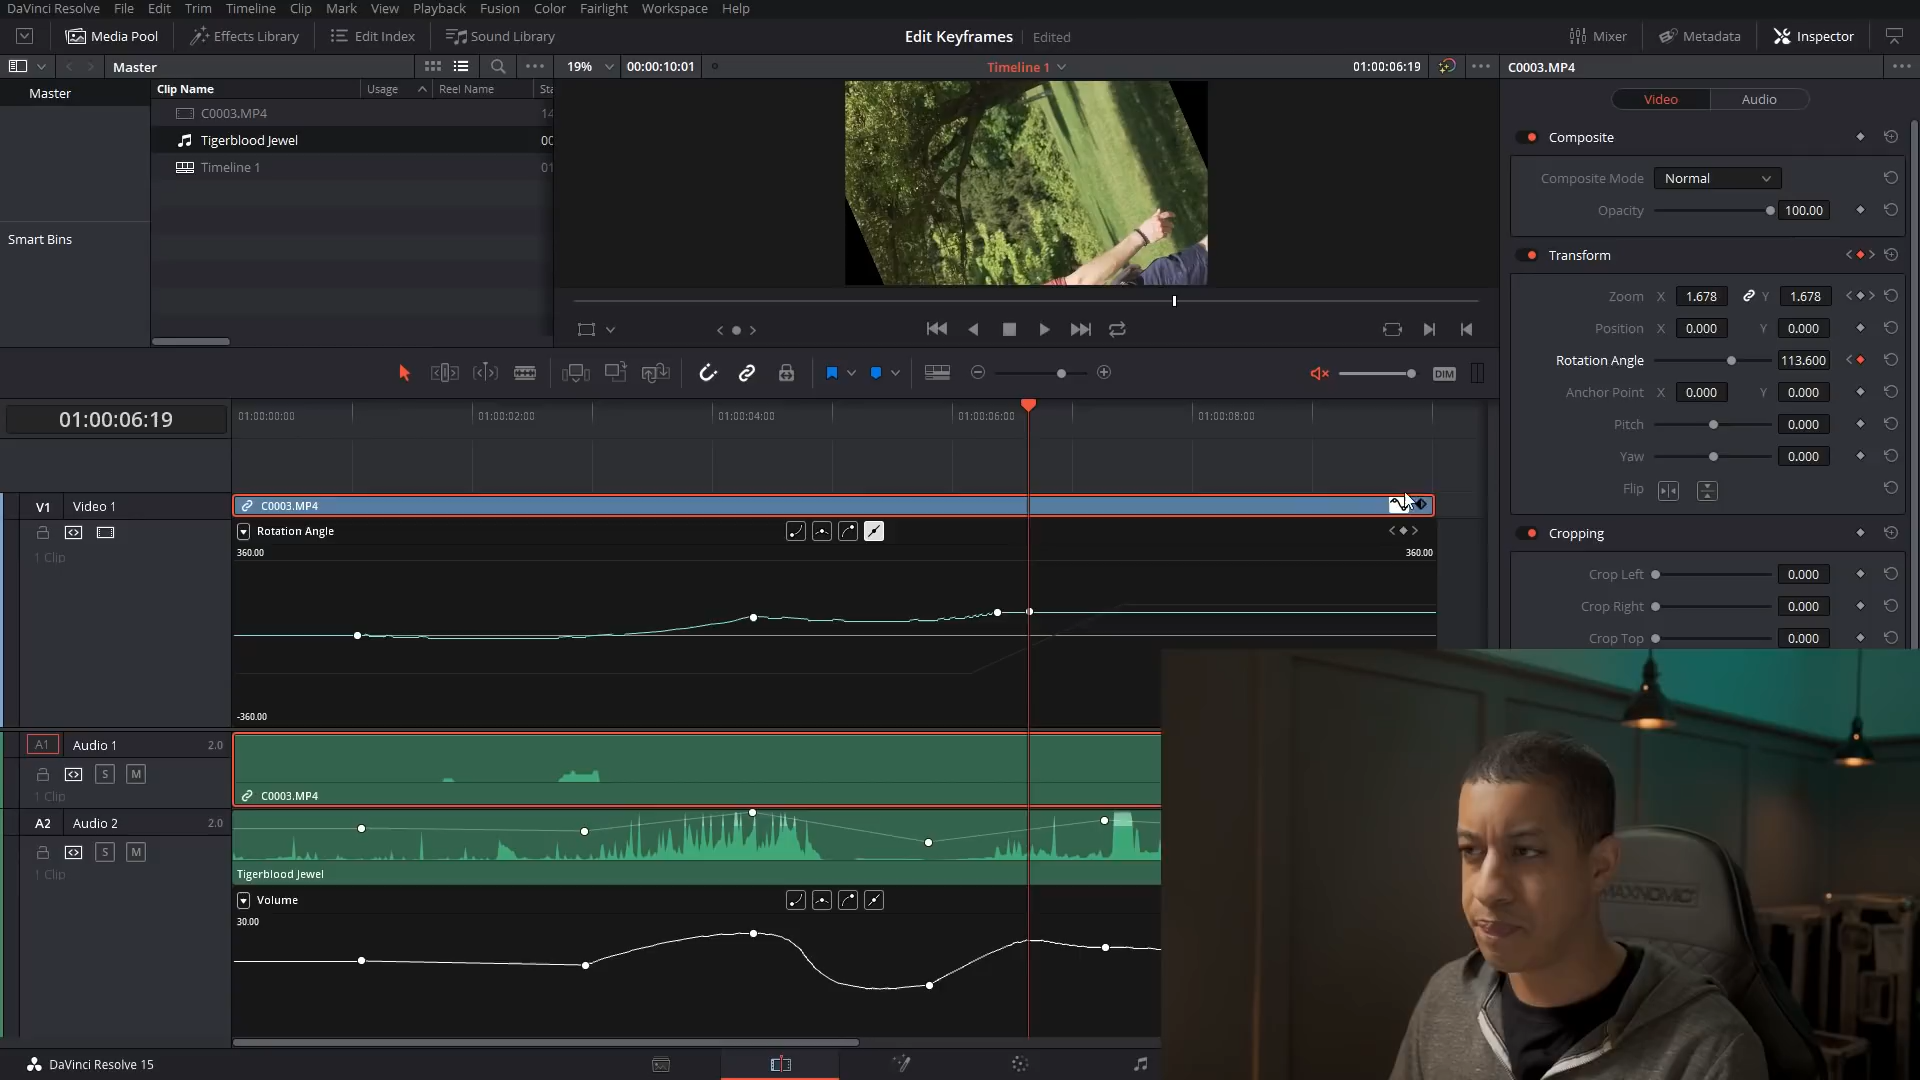 DaVinci Resolve File Edit Trim Timeline Clip Mark View Playback Fusion Color Fairlight Workspace Help
Media Pool Effects Library Edit Index Sound Library Edit Keyframes Edited Mixer Metadata Inspector
Master 19% 00:00:10:01 Timeline 1 01:00:06:19 C0003.MP4
Master Clip Name Usage Reel Name Sta
Video Audio
C0003.MP4 14
Tigerblood Jewel 00
Timeline 1 01
Smart Bins
Composite
Composite Mode Normal
Opacity 100.00
Transform
Zoom X 1.678 Y 1.678
Position X 0.000 Y 0.000
Rotation Angle 113.600
Anchor Point X 0.000 Y 0.000
Pitch 0.000
Yaw 0.000
Flip
Cropping
Crop Left 0.000
Crop Right 0.000
Crop Top 0.000
DIM
01:00:06:19 01:00:00:00 01:00:02:00 01:00:04:00 01:00:06:00 01:00:08:00
V1 Video 1 C0003.MP4
1 Clip
Rotation Angle
360.00 360.00
-360.00
A1 Audio 1 2.0
S M
1 Clip
C0003.MP4
A2 Audio 2 2.0
S M
1 Clip
Tigerblood Jewel
Volume
30.00
MAXNOMIC
DaVinci Resolve 15